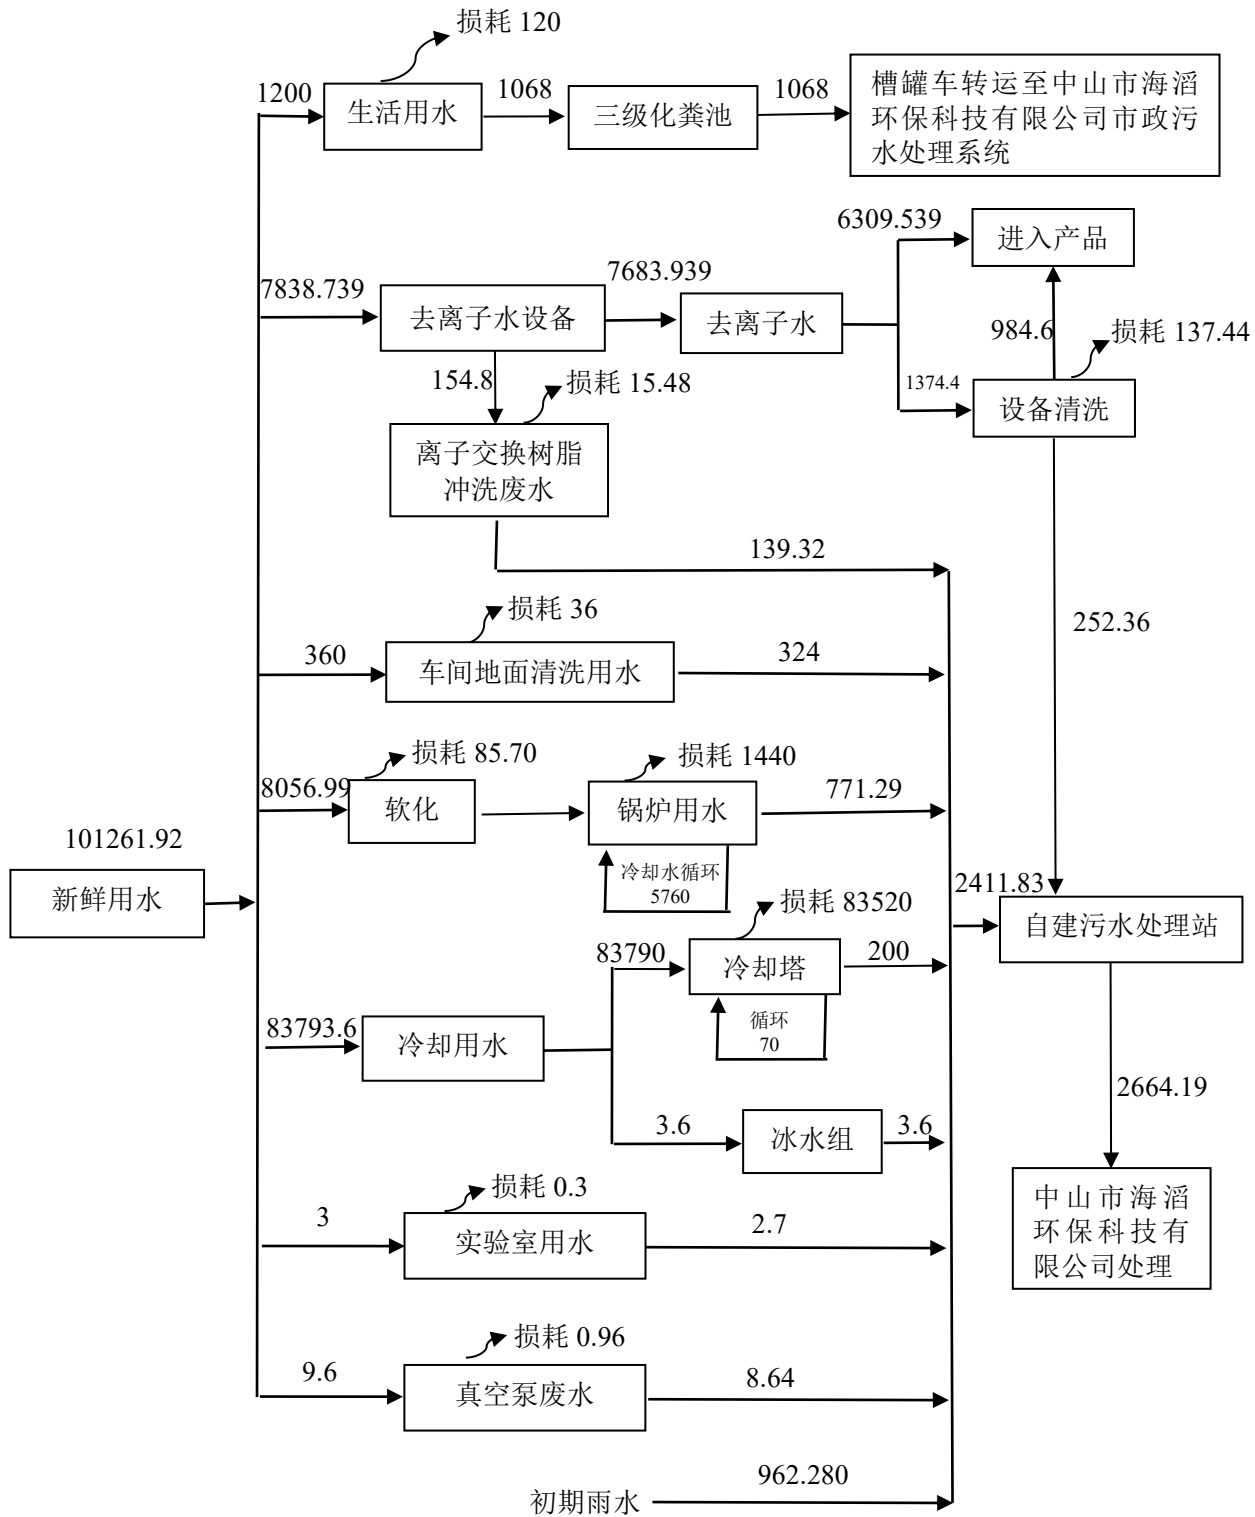 损耗 120
1200
生活用水
1068
三级化粪池
1068
槽罐车转运至中山市海滔
环保科技有限公司市政污
水处理系统
6309.539
进入产品
7838.739
去离子水设备
7683.939
去离子水
984.6
损耗 137.44
1374.4
设备清洗
154.8
损耗 15.48
离子交换树脂
冲洗废水
139.32
252.36
损耗 36
360
车间地面清洗用水
324
损耗 85.70
8056.99
软化
损耗 1440
锅炉用水
771.29
冷却水循环
5760
101261.92
新鲜用水
2411.83
自建污水处理站
损耗 83520
83790
冷却塔
200
循环
70
83793.6
冷却用水
3.6
冰水组
3.6
2664.19
中山市海滔
环保科技有
限公司处理
损耗 0.3
3
实验室用水
2.7
损耗 0.96
9.6
真空泵废水
8.64
962.280
初期雨水